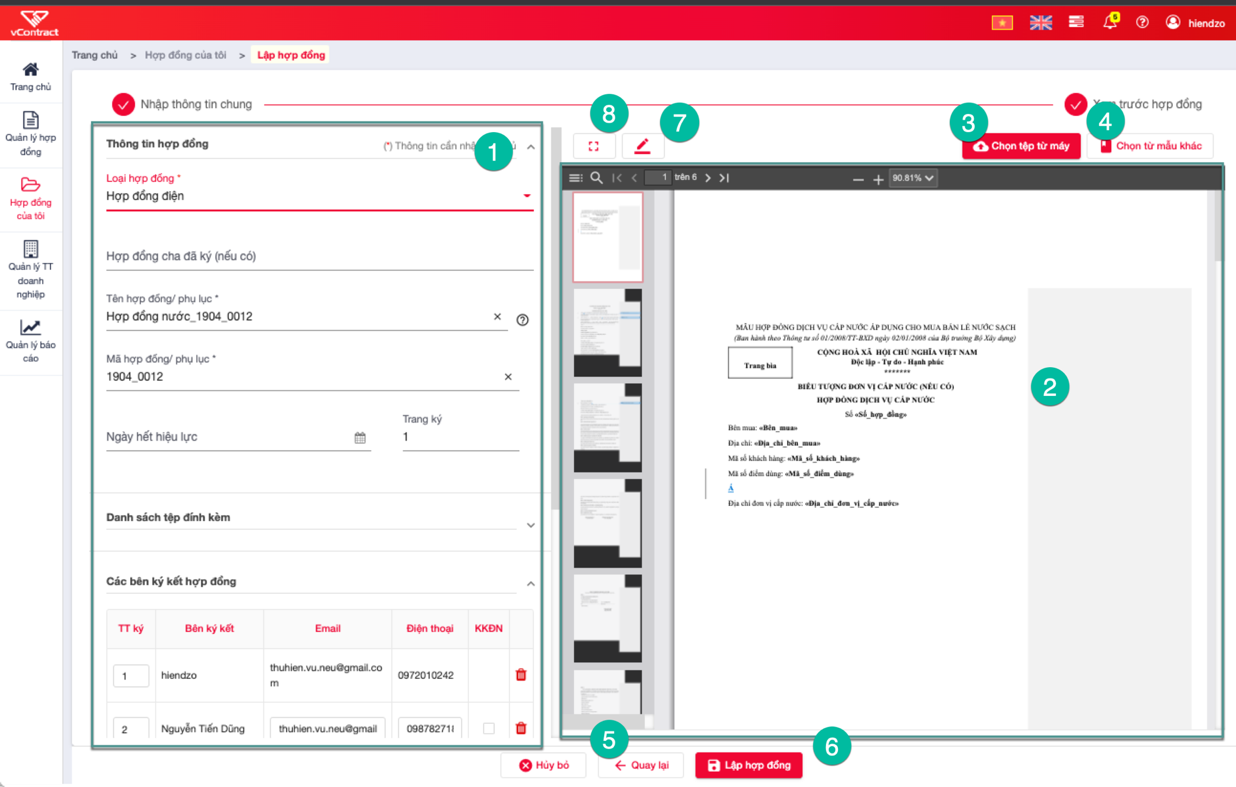 vContract
5
hiendzo
Trang chủ > Hợp đồng của tôi > Lập hợp đồng
Trang chủ
Quản lý hợp
đồng
Hợp đồng
của tôi
Quản lý TT
doanh
nghiệp
Quản lý báo
cáo
Nhập thông tin chung
trước hợp đồng
8
7
3
4
Chọn tệp từ máy
Chọn từ mẫu khác
Thông tin hợp đồng
(*) Thông tin cần
1
Loại hợp đồng *
Hợp đồng điện
Hợp đồng cha đã ký (nếu có)
Tên hợp đồng/ phụ lục *
Hợp đồng nước_1904_0012
Mã hợp đồng/ phụ lục *
1904_0012
Ngày hết hiệu lực
Trang ký
1
Danh sách tệp đính kèm
Các bên ký kết hợp đồng
TT ký Bên ký kết Email Điện thoại KKĐN
1 hiendzo thuhien.vu.neu@gmail.co
m 0972010242
2 Nguyễn Tiến Dũng thuhien.vu.neu@gmail 098782718
1 trên 6
90.81%
MẪU HỢP ĐỒNG DỊCH VỤ CẤP NƯỚC ÁP DỤNG CHO MUA BÁN LẺ NƯỚC SẠCH
(Ban hành theo Thông tư số 01/2008/TT-BXD ngày 02/01/2008 của Bộ trưởng Bộ Xây dựng)
Trang bìa
CỘNG HOÀ XÃ HỘI CHỦ NGHĨA VIỆT NAM
Độc lập - Tự do - Hạnh phúc
*******
BIỂU TƯỢNG ĐƠN VỊ CẤP NƯỚC (NẾU CÓ)
HỢP ĐỒNG DỊCH VỤ CẤP NƯỚC
Số «Số_hợp_đồng»
2
Bên mua: «Bên_mua»
Địa chỉ: «Địa_chỉ_bên_mua»
Mã số khách hàng: «Mã_số_khách_hàng»
Mã số điểm dùng: «Mã_số_điểm_dùng»
Á
Địa chỉ đơn vị cấp nước: «Địa_chỉ_đơn_vị_cấp_nước»
5
6
Hủy bỏ
Quay lại
Lập hợp đồng